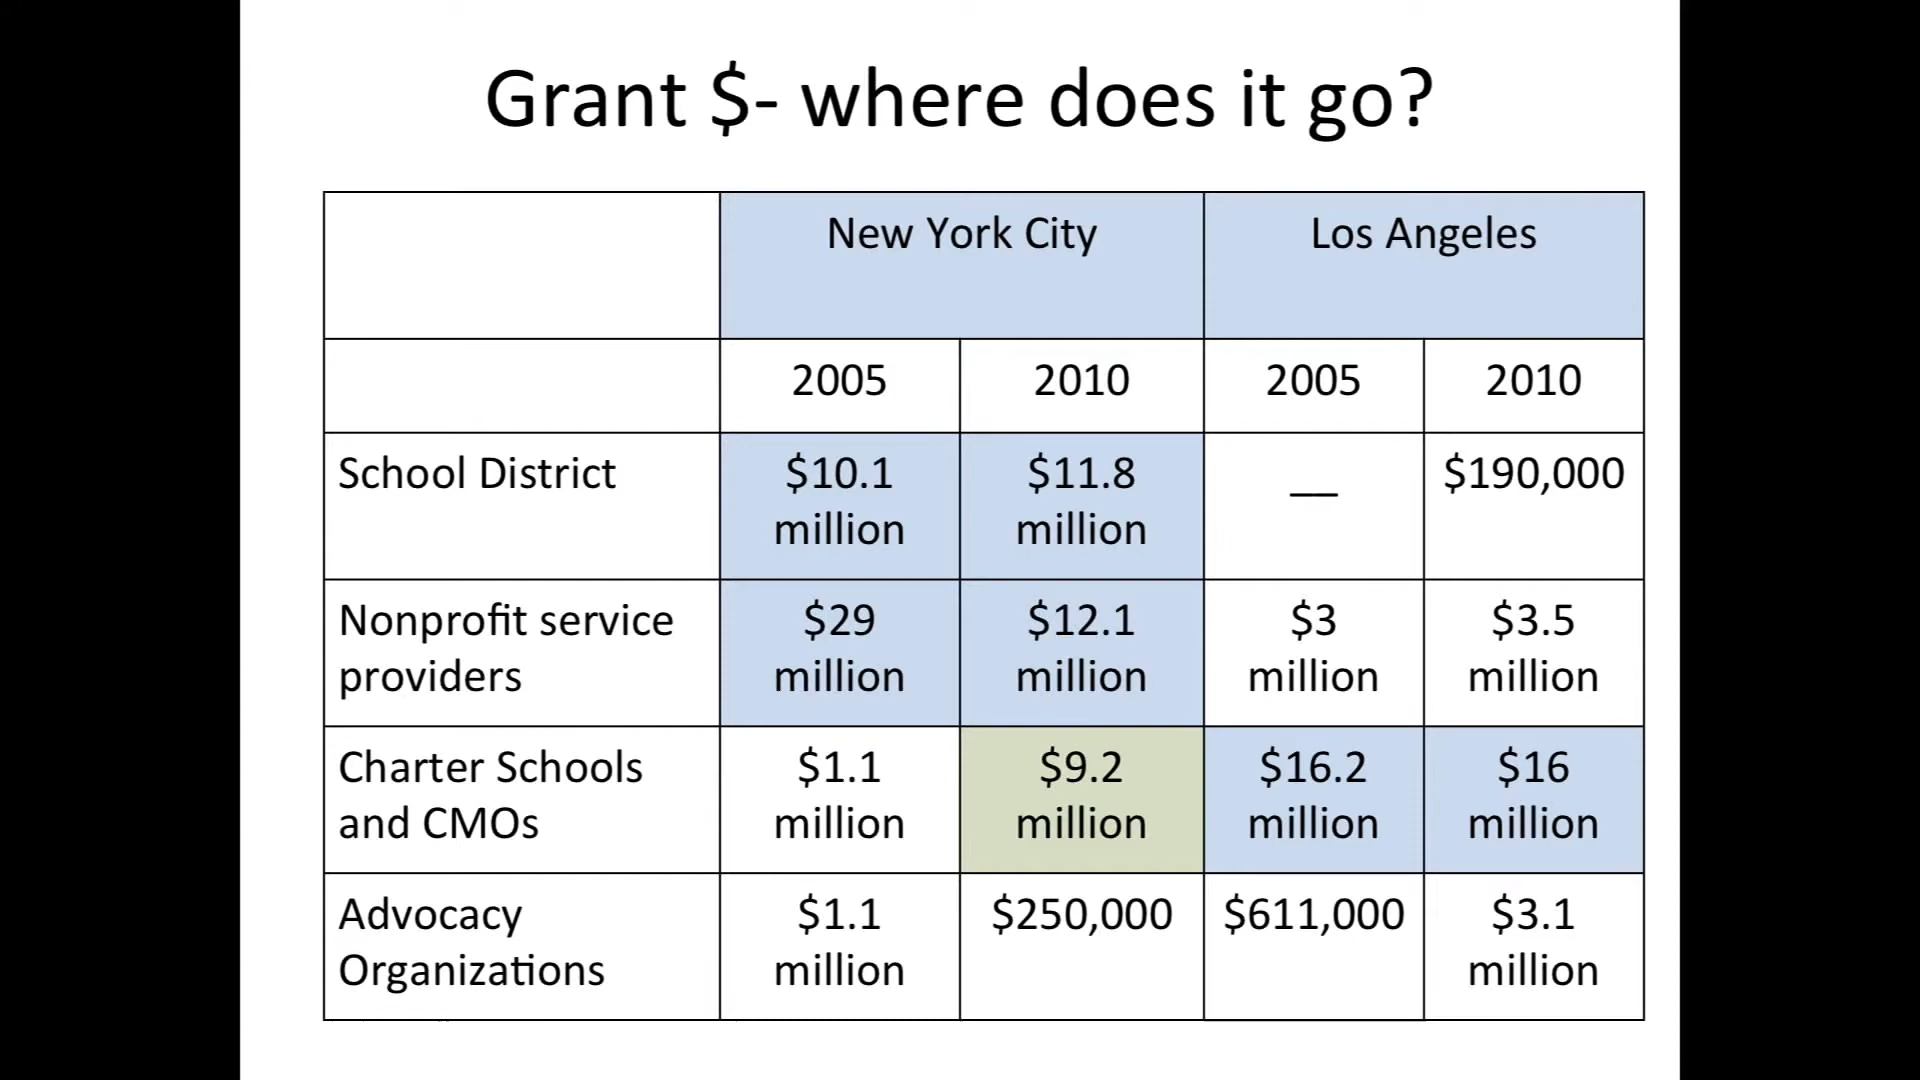 Grant $- where does it go?
New York City Los Angeles
2005 2010 2005 2010
School District $10.1 $11.8 __ $190,000
million million
Nonprofit service $29 $12.1 $3 $3.5
providers million million million million
Charter Schools $1.1 $9.2 $16.2 $16
and CMOs million million million million
Advocacy $1.1 $250,000 $611,000 $3.1
Organizations million million